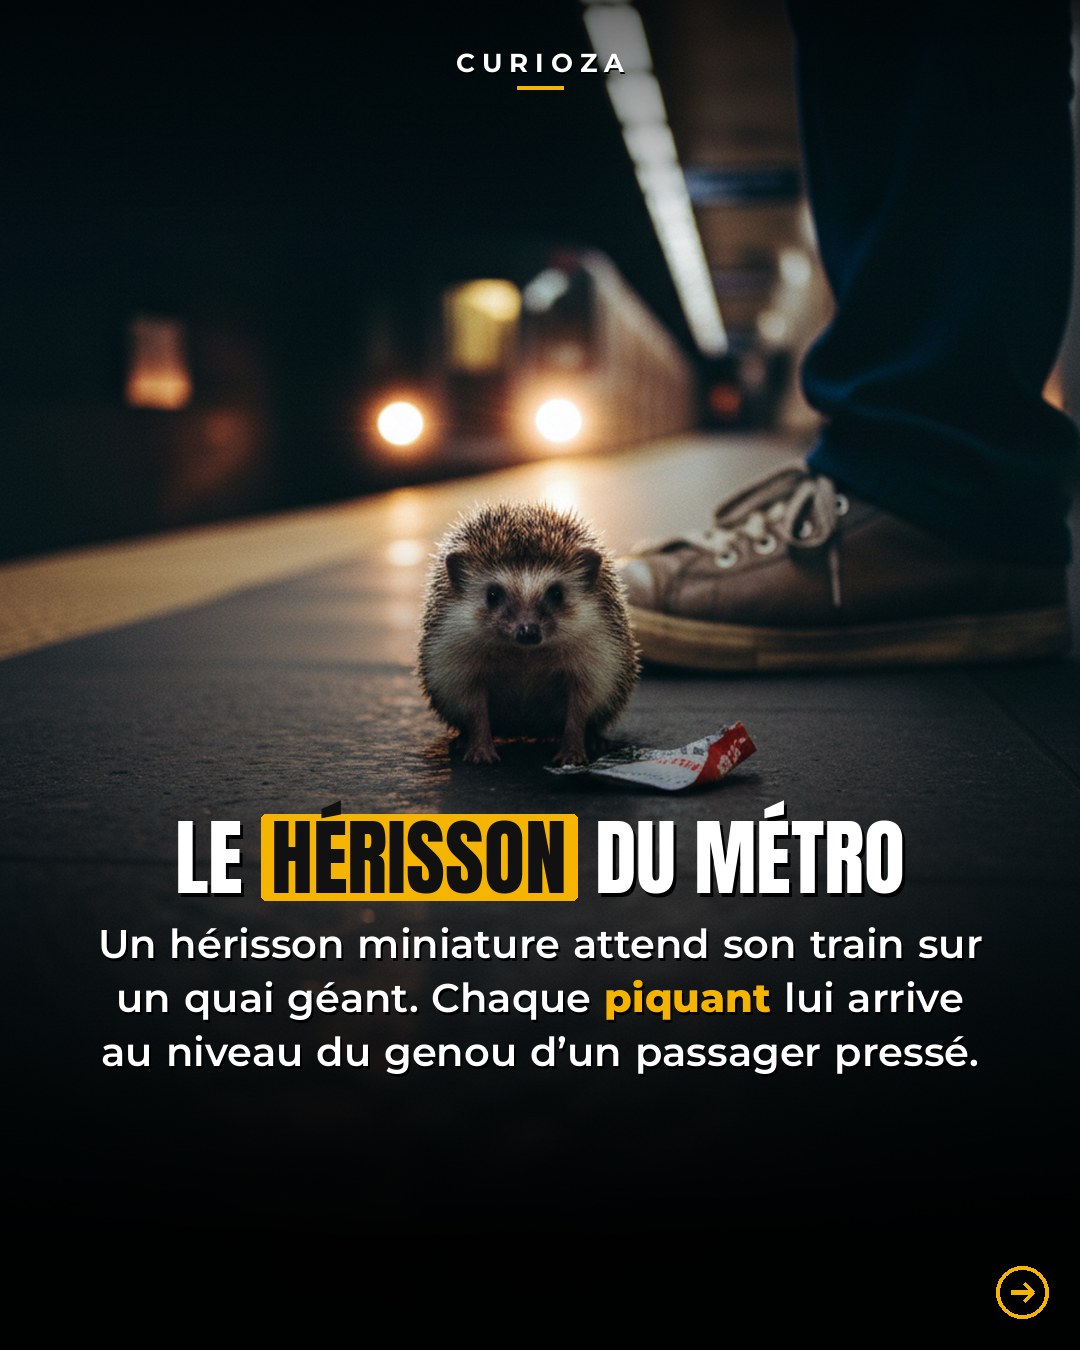 CURIOZA
LE HÉRISSON DU MÉTRO
Un hérisson miniature attend son train sur
un quai géant. Chaque piquant lui arrive
au niveau du genou d’un passager pressé.